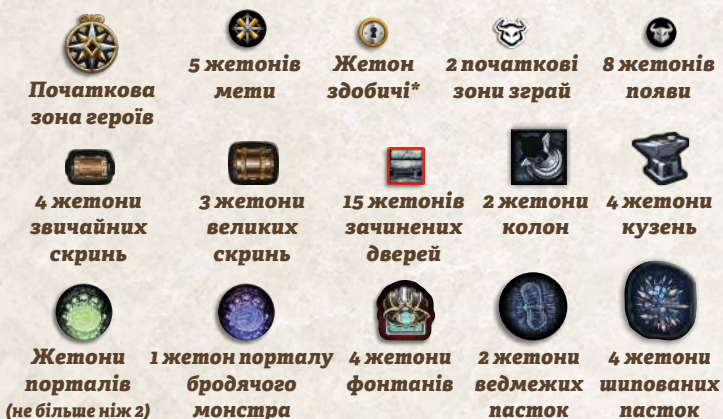 Початкова
зона героїв
5 жетонів
мети
Жетон
здобичі*
2 початкові
зони зграй
8 жетонів
появи
4 жетони
звичайних
скринь
3 жетони
великих
скринь
15 жетонів
зачинених
дверей
2 жетони
колон
4 жетони
кузень
Жетони
порталів
(не більше ніж 2)
1 жетон порталу
бродячого
монстра
4 жетони
фонтанів
2 жетони
ведмежих
пасток
4 жетони
шипованих
пасток